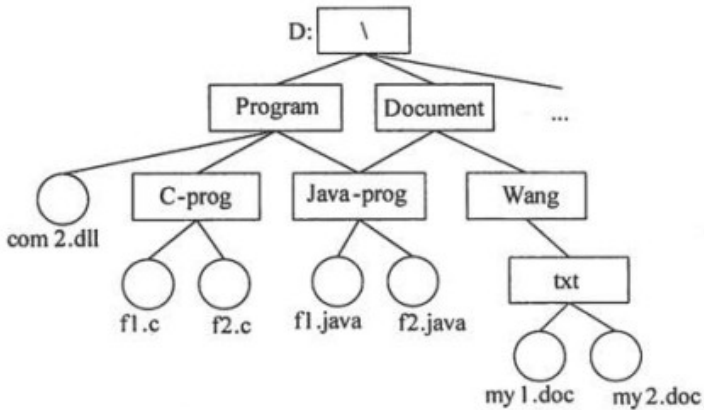 D: \
Program
Document
...
C-prog
Java-prog
Wang
com 2.dll
txt
f1.c
f2.c
f1.java
f2.java
my 1.doc
my 2.doc